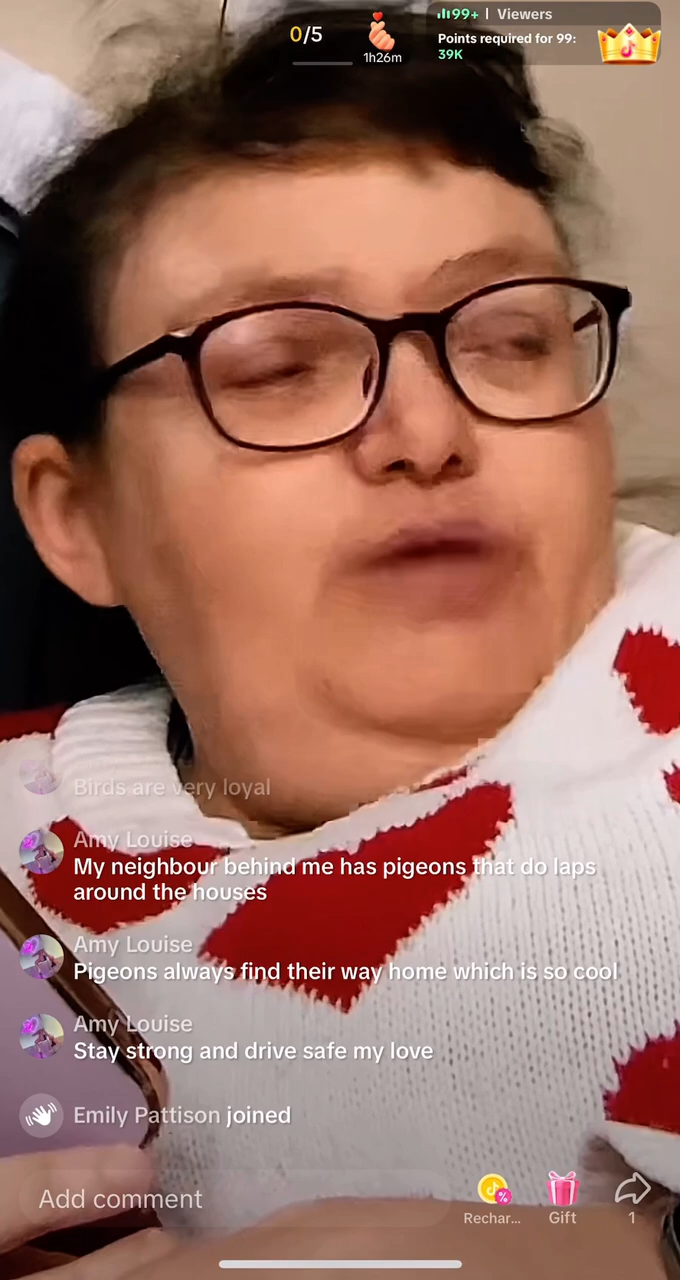 0/5
1h26m
99+ | Viewers
Points required for 99:
39K
Birds are very loyal
Amy Louise
My neighbour behind me has pigeons that do laps
around the houses
Amy Louise
Pigeons always find their way home which is so cool
Amy Louise
Stay strong and drive safe my love
Emily Pattison joined
Add comment
Rechar...
Gift
1